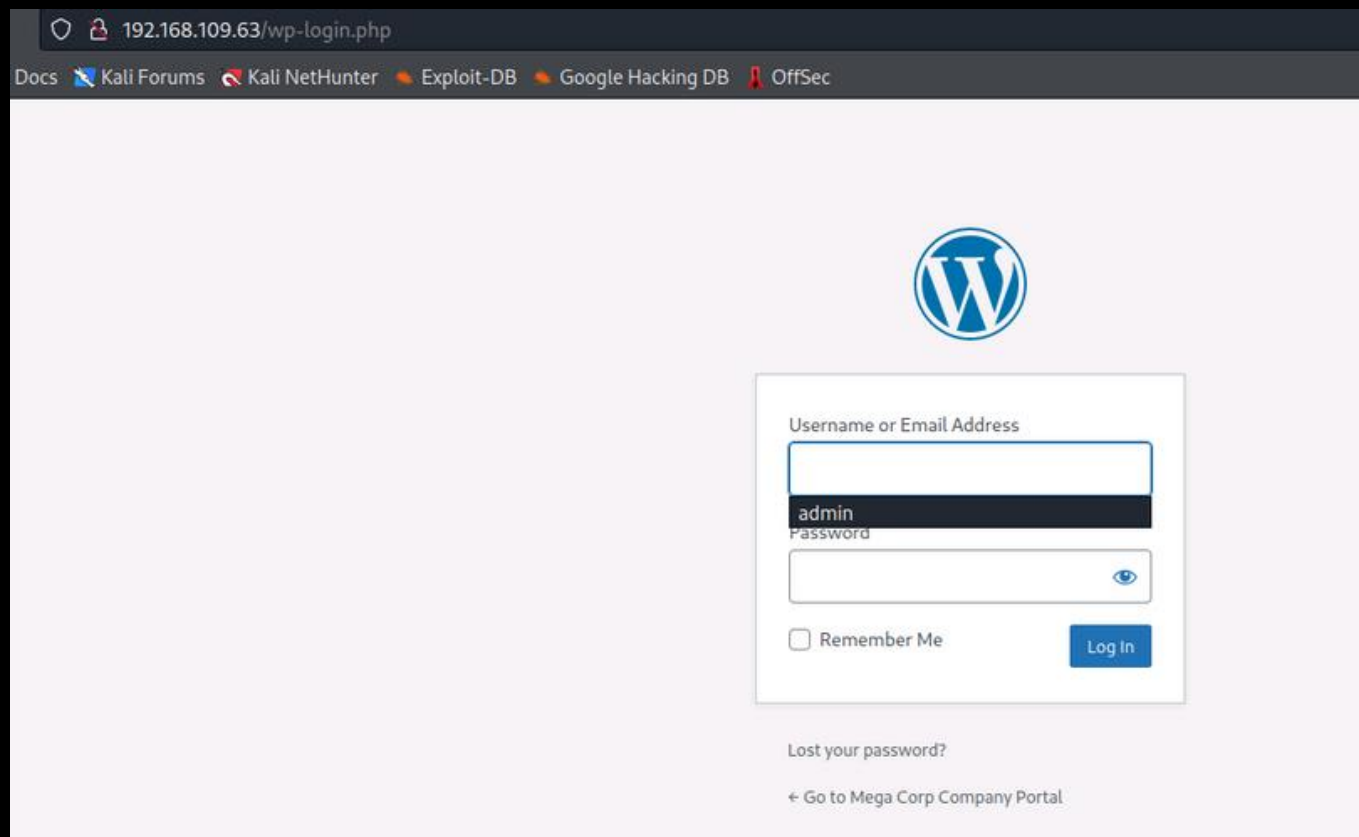 192.168.109.63/wp-login.php
Docs Kali Forums Kali NetHunter Exploit-DB Google Hacking DB OffSec
W
Username or Email Address
admin
Password
Remember Me
Log In
Lost your password?
← Go to Mega Corp Company Portal